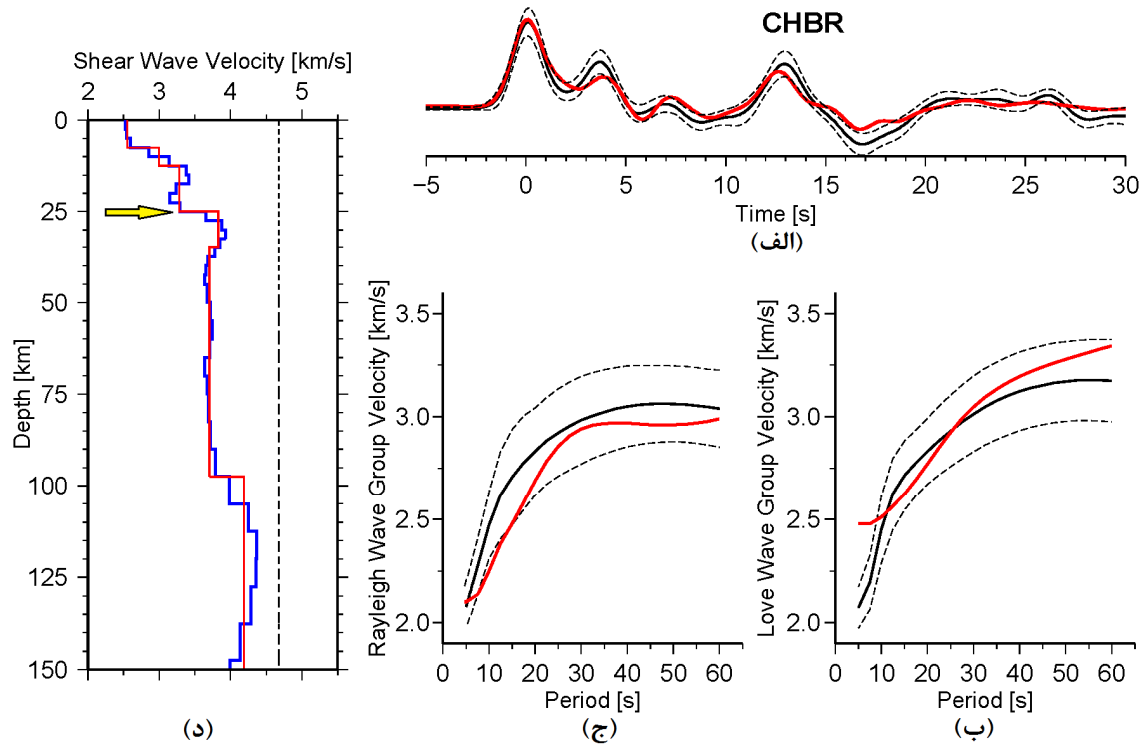 CHBR
−5 0 5 10 15 20 25 30
Time [s]
(الف)
Shear Wave Velocity [km/s]
2 3 4 5
0
25
50
75
100
125
150
Depth [km]
(د)
Rayleigh Wave Group Velocity [km/s]
3.5
3.0
2.5
2.0
0 10 20 30 40 50 60
Period [s]
(ج)
Love Wave Group Velocity [km/s]
3.5
3.0
2.5
2.0
0 10 20 30 40 50 60
Period [s]
(ب)